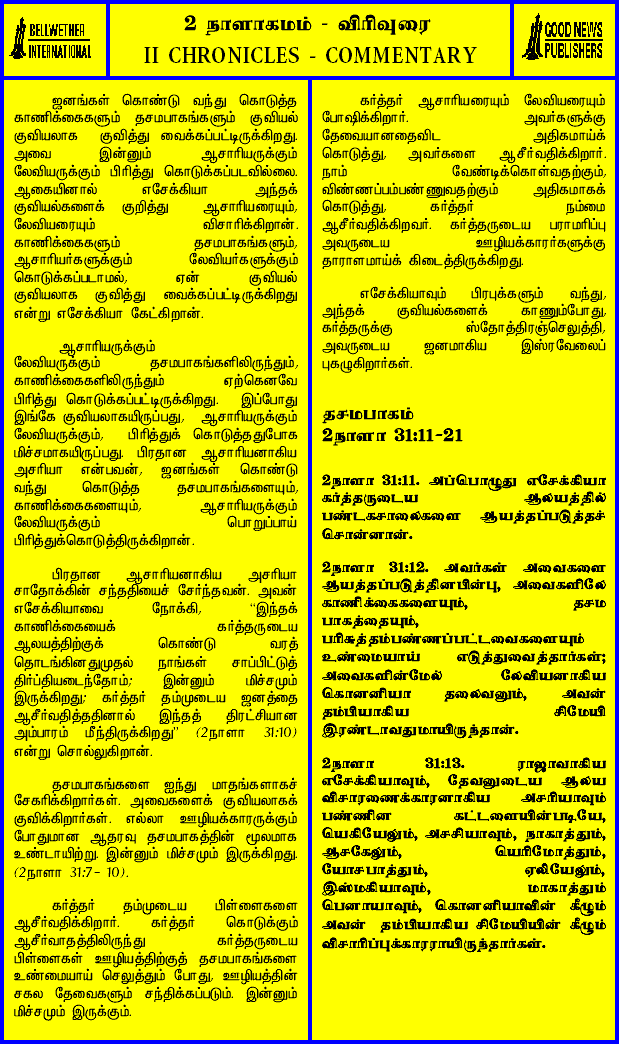 BELLWETHER
INTERNATIONAL
2 நாளாகமம் - விரிவுரை
II CHRONICLES - COMMENTARY
GOOD NEWS
PUBLISHERS
ஜனங்கள் கொண்டு வந்து கொடுத்த
காணிக்கைகளும் தசமபாகங்களும் குவியல்
குவியலாக குவித்து வைக்கப்பட்டிருக்கிறது.
அவை இன்னும் ஆசாரியருக்கும்
லேவியருக்கும் பிரித்து கொடுக்கப்படவில்லை.
ஆகையினால் எசேக்கியா அந்தக்
குவியல்களைக் குறித்து ஆசாரியரையும்,
லேவியரையும் விசாரிக்கிறான்.
காணிக்கைகளும் தசமபாகங்களும்,
ஆசாரியர்களுக்கும் லேவியர்களுக்கும்
கொடுக்கப்படாமல், ஏன் குவியல்
குவியலாக குவித்து வைக்கப்பட்டிருக்கிறது
என்று எசேக்கியா கேட்கிறான்.
ஆசாரியருக்கும்
லேவியருக்கும் தசமபாகங்களிலிருந்தும்,
காணிக்கைகளிலிருந்தும் ஏற்கெனவே
பிரித்து கொடுக்கப்பட்டிருக்கிறது. இப்போது
இங்கே குவியலாகயிருப்பது, ஆசாரியருக்கும்
லேவியருக்கும், பிரித்துக் கொடுத்ததுபோக
மிச்சமாகயிருப்பது. பிரதான ஆசாரியனாகிய
அசரியா என்பவன், ஜனங்கள் கொண்டு
வந்து கொடுத்த தசமபாகங்களையும்,
காணிக்கைகளையும், ஆசாரியருக்கும்
லேவியருக்கும் பொறுப்பாய்
பிரித்துக்கொடுத்திருக்கிறான்.
பிரதான ஆசாரியனாகிய அசரியா
சாதோக்கின் சந்ததியைச் சேர்ந்தவன். அவன்
எசேக்கியாவை நோக்கி, "இந்தக்
காணிக்கையைக் கர்த்தருடைய
ஆலயத்திற்குக் கொண்டு வரத்
தொடங்கினதுமுதல் நாங்கள் சாப்பிட்டுத்
திர்ப்தியடைந்தோம்; இன்னும் மிச்சமும்
இருக்கிறது; கர்த்தர் தம்முடைய ஜனத்தை
ஆசீர்வதித்ததினால் இந்தத் திரட்சியான
அம்பாரம் மீந்திருக்கிறது" (2நாளா 31:10)
என்று சொல்லுகிறான்.
தசமபாகங்களை ஐந்து மாதங்களாகச்
சேகரிக்கிறார்கள். அவைகளைக் குவியலாகக்
குவிக்கிறார்கள். எல்லா ஊழியக்காரருக்கும்
போதுமான ஆதரவு தசமபாகத்தின் மூலமாக
உண்டாயிற்று. இன்னும் மிச்சமும் இருக்கிறது.
(2நாளா 31:7- 10).
கர்த்தர் தம்முடைய பிள்ளைகளை
ஆசீர்வதிக்கிறார். கர்த்தர் கொடுக்கும்
ஆசீர்வாதத்திலிருந்து கர்த்தருடைய
பிள்ளைகள் ஊழியத்திற்குத் தசமபாகங்களை
உண்மையாய் செலுத்தும் போது, ஊழியத்தின்
சகல தேவைகளும் சந்திக்கப்படும். இன்னும்
மிச்சமும் இருக்கும்.
கர்த்தர் ஆசாரியரையும் லேவியரையும்
போஷிக்கிறார். அவர்களுக்கு
தேவையானதைவிட அதிகமாய்க்
கொடுத்து, அவர்களை ஆசீர்வதிக்கிறார்.
நாம் வேண்டிக்கொள்வதற்கும்,
விண்ணப்பம்பண்ணுவதற்கும் அதிகமாகக்
கொடுத்து, கர்த்தர் நம்மை
ஆசீர்வதிக்கிறவர். கர்த்தருடைய பராமரிப்பு
அவருடைய ஊழியக்காரர்களுக்கு
தாராளமாய்க் கிடைத்திருக்கிறது.
எசேக்கியாவும் பிரபுக்களும் வந்து,
அந்தக் குவியல்களைக் காணும்போது,
கர்த்தருக்கு ஸ்தோத்திரஞ்செலுத்தி,
அவருடைய ஜனமாகிய இஸ்ரவேலைப்
புகழுகிறார்கள்.
தசமபாகம்
2நாளா 31:11-21
2நாளா 31:11. அப்பொழுது எசேக்கியா
கர்த்தருடைய ஆலயத்தில்
பண்டகசாலைகளை ஆயத்தப்படுத்தச்
சொன்னான்.
2நாளா 31:12. அவர்கள் அவைகளை
ஆயத்தப்படுத்தினபின்பு, அவைகளிலே
காணிக்கைகளையும், தசம
பாகத்தையும்,
பரிசுத்தம்பண்ணப்பட்டவைகளையும்
உண்மையாய் எடுத்துவைத்தார்கள்;
அவைகளின்மேல் லேவியனாகிய
கொனனியா தலைவனும், அவன்
தம்பியாகிய சிமேயி
இரண்டாவதுமாயிருந்தான்.
2நாளா 31:13. ராஜாவாகிய
எசேக்கியாவும், தேவனுடைய ஆலய
விசாரணைக்காரனாகிய அசரியாவும்
பண்ணின கட்டளையின்படியே,
யெகியேலும், அசசியாவும், நாகாத்தும்,
ஆசகேலும், யெரிமோத்தும்,
யோசபாத்தும், ஏலியேலும்,
இஸ்மகியாவும், மாகாத்தும்
பெனாயாவும், கொனனியாவின் கீழும்
அவன் தம்பியாகிய சிமேயியின் கீழும்
விசாரிப்புக்காரராயிருந்தார்கள்.